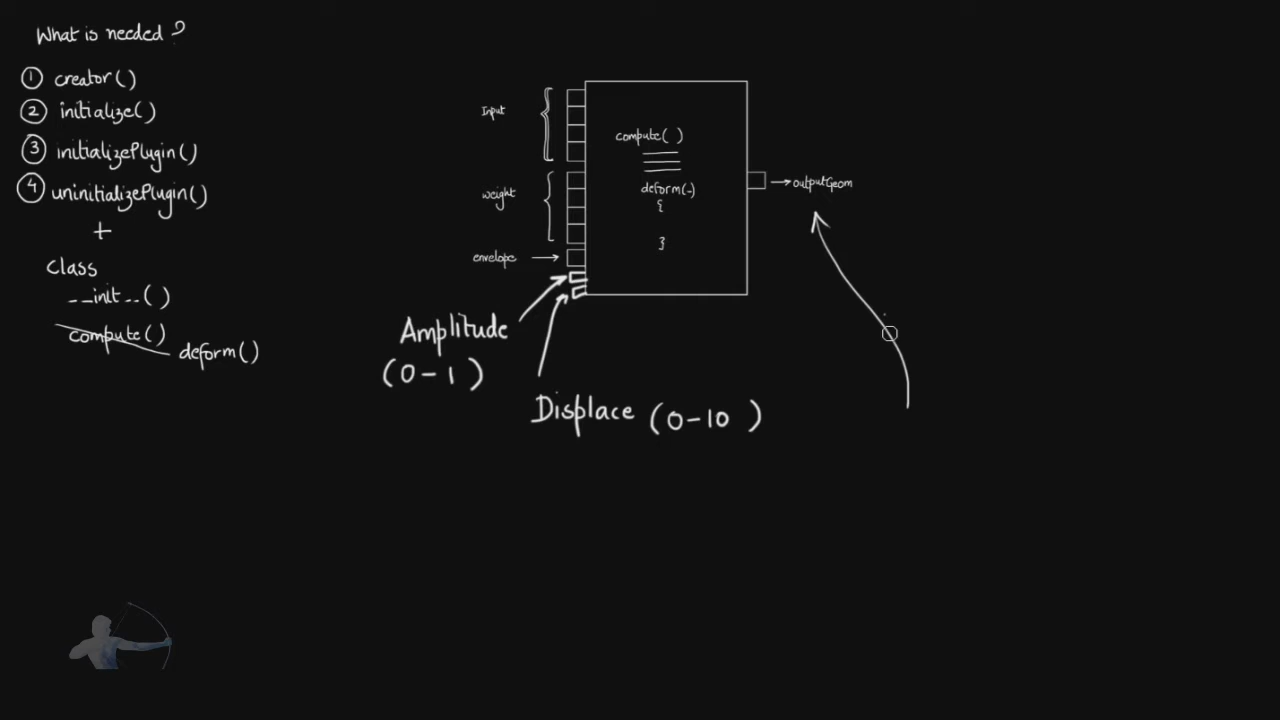 What is needed ?
① creator()
② initialize()
③ initializePlugin()
④ uninitializePlugin()
+
class
__init__()
compute()
deform()
Input
weight
envelope
compute()
deform(-)
{
}
outputGeom
Amplitude
(0-1)
Displace (0-10)